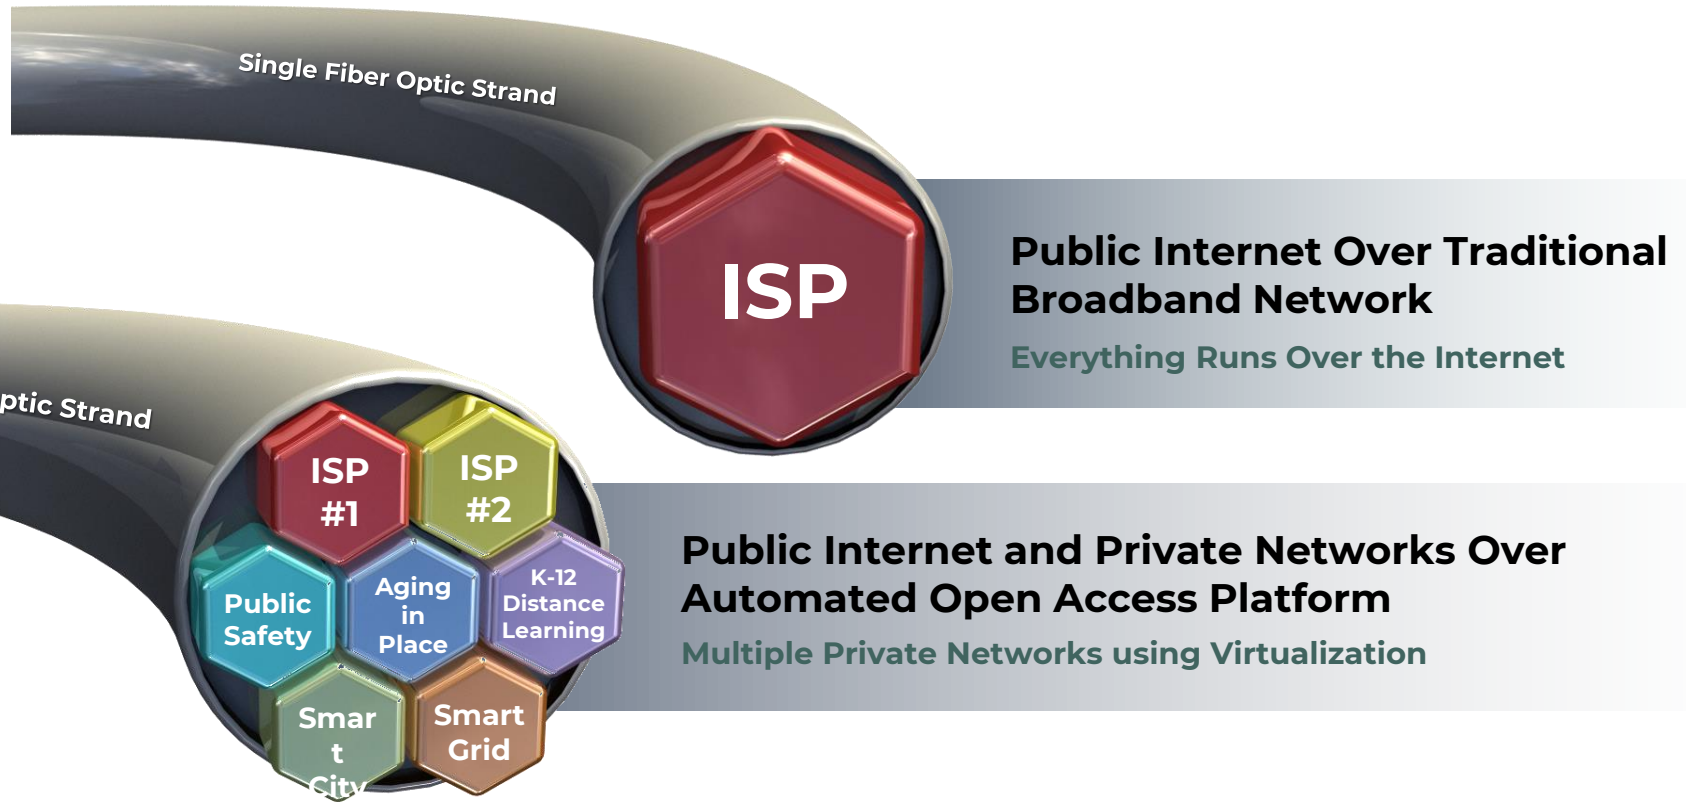 Single Fiber Optic Strand
ISP
Public Internet Over Traditional
Broadband Network
Everything Runs Over the Internet
ptic Strand
ISP
#1
ISP
#2
Public
Safety
Aging
in
Place
K-12
Distance
Learning
Smar
t
City
Smart
Grid
Public Internet and Private Networks Over
Automated Open Access Platform
Multiple Private Networks using Virtualization